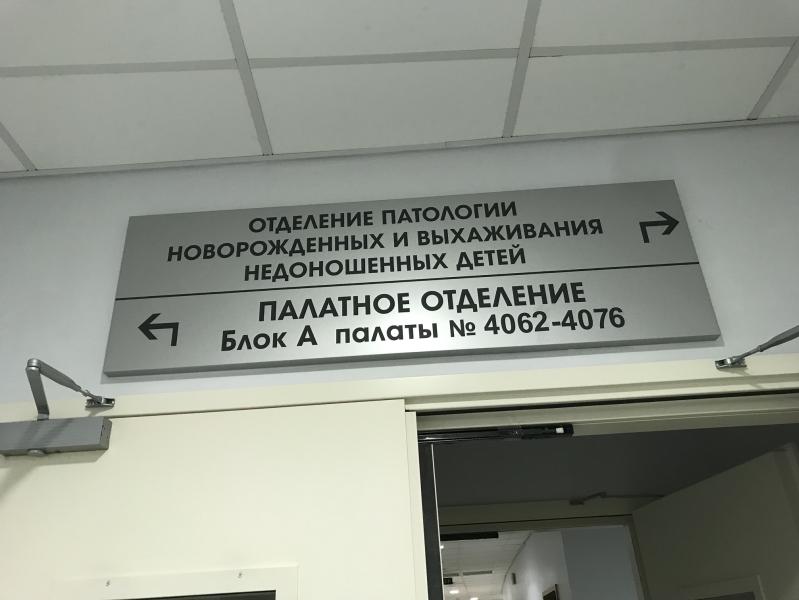 ОТДЕЛЕНИЕ ПАТОЛОГИИ
НОВОРОЖДЕННЫХ И ВЫХАЖИВАНИЯ
НЕДОНОШЕННЫХ ДЕТЕЙ
ПАЛАТНОЕ ОТДЕЛЕНИЕ
Блок А палаты № 4062-4076